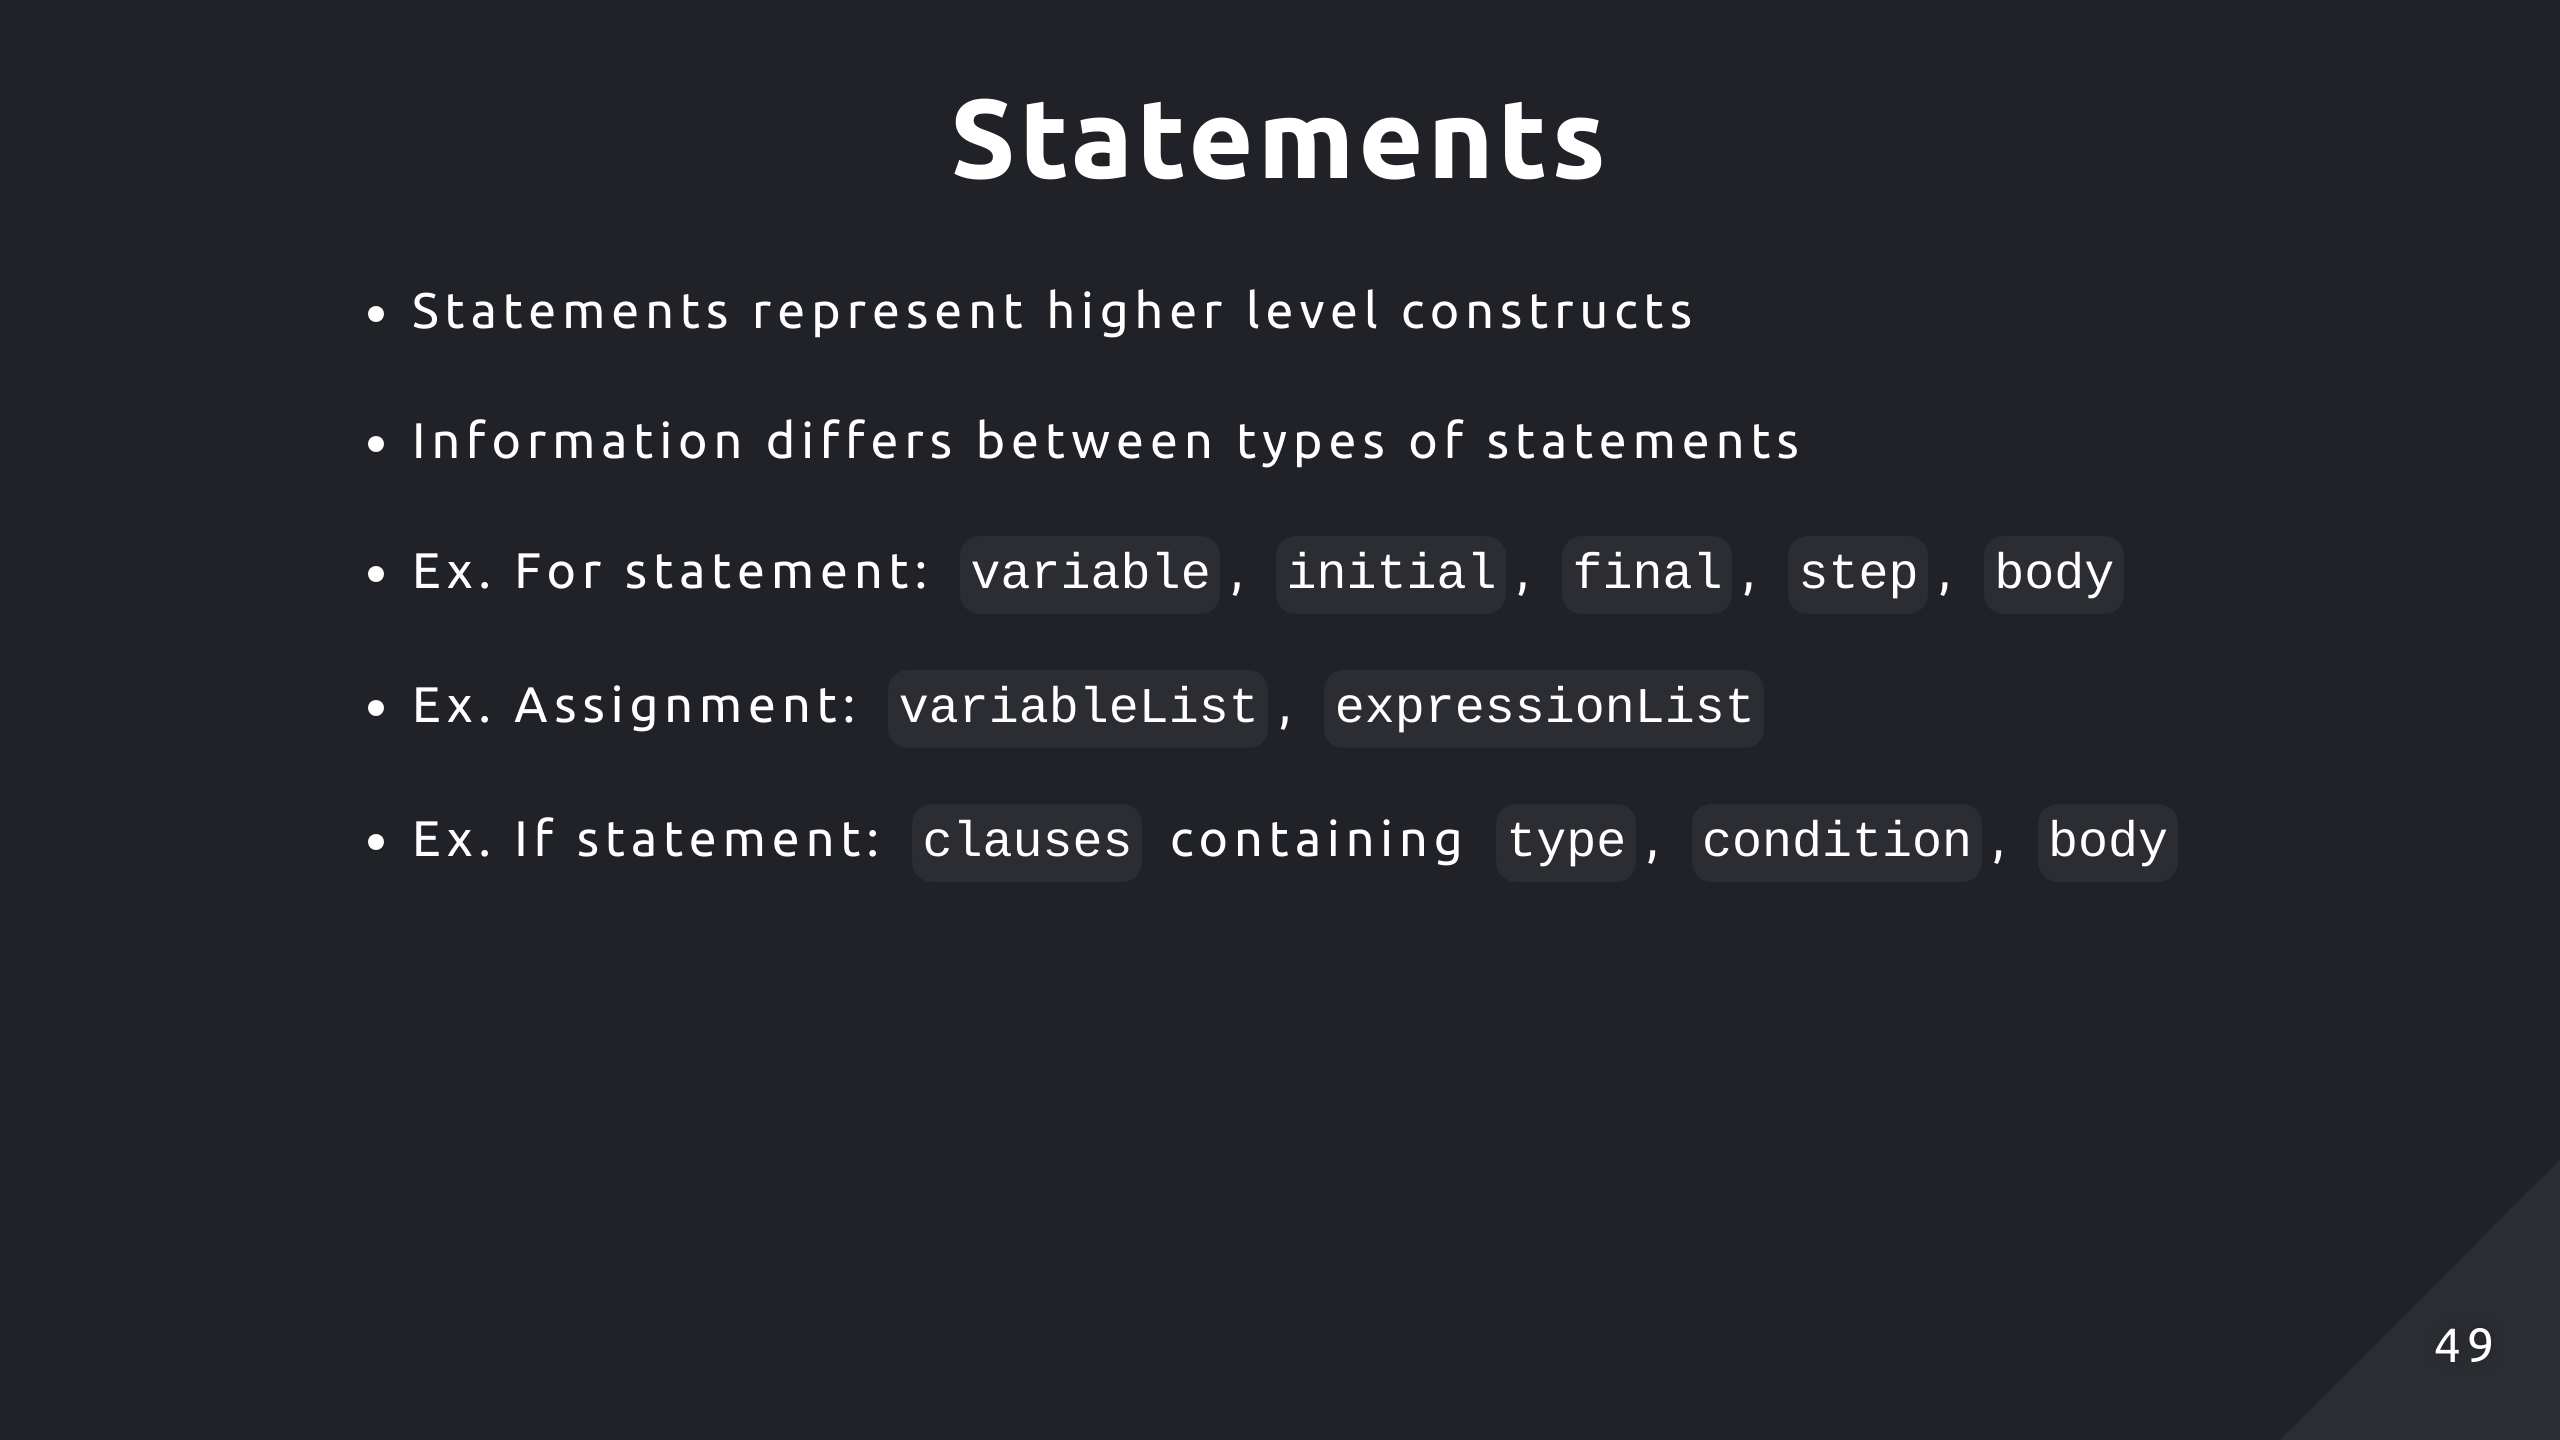 Statements
• Statements represent higher level constructs
• Information differs between types of statements
• Ex. For statement: variable, initial, final, step, body
• Ex. Assignment: variableList, expressionList
• Ex. If statement: clauses containing type, condition, body
49